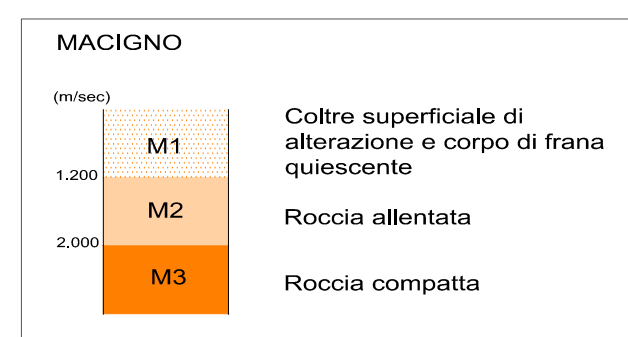 MACIGNO
(m/sec)
M1
Coltre superficiale di
alterazione e corpo di frana
quiescente
1.200
M2
Roccia allentata
2.000
M3
Roccia compatta